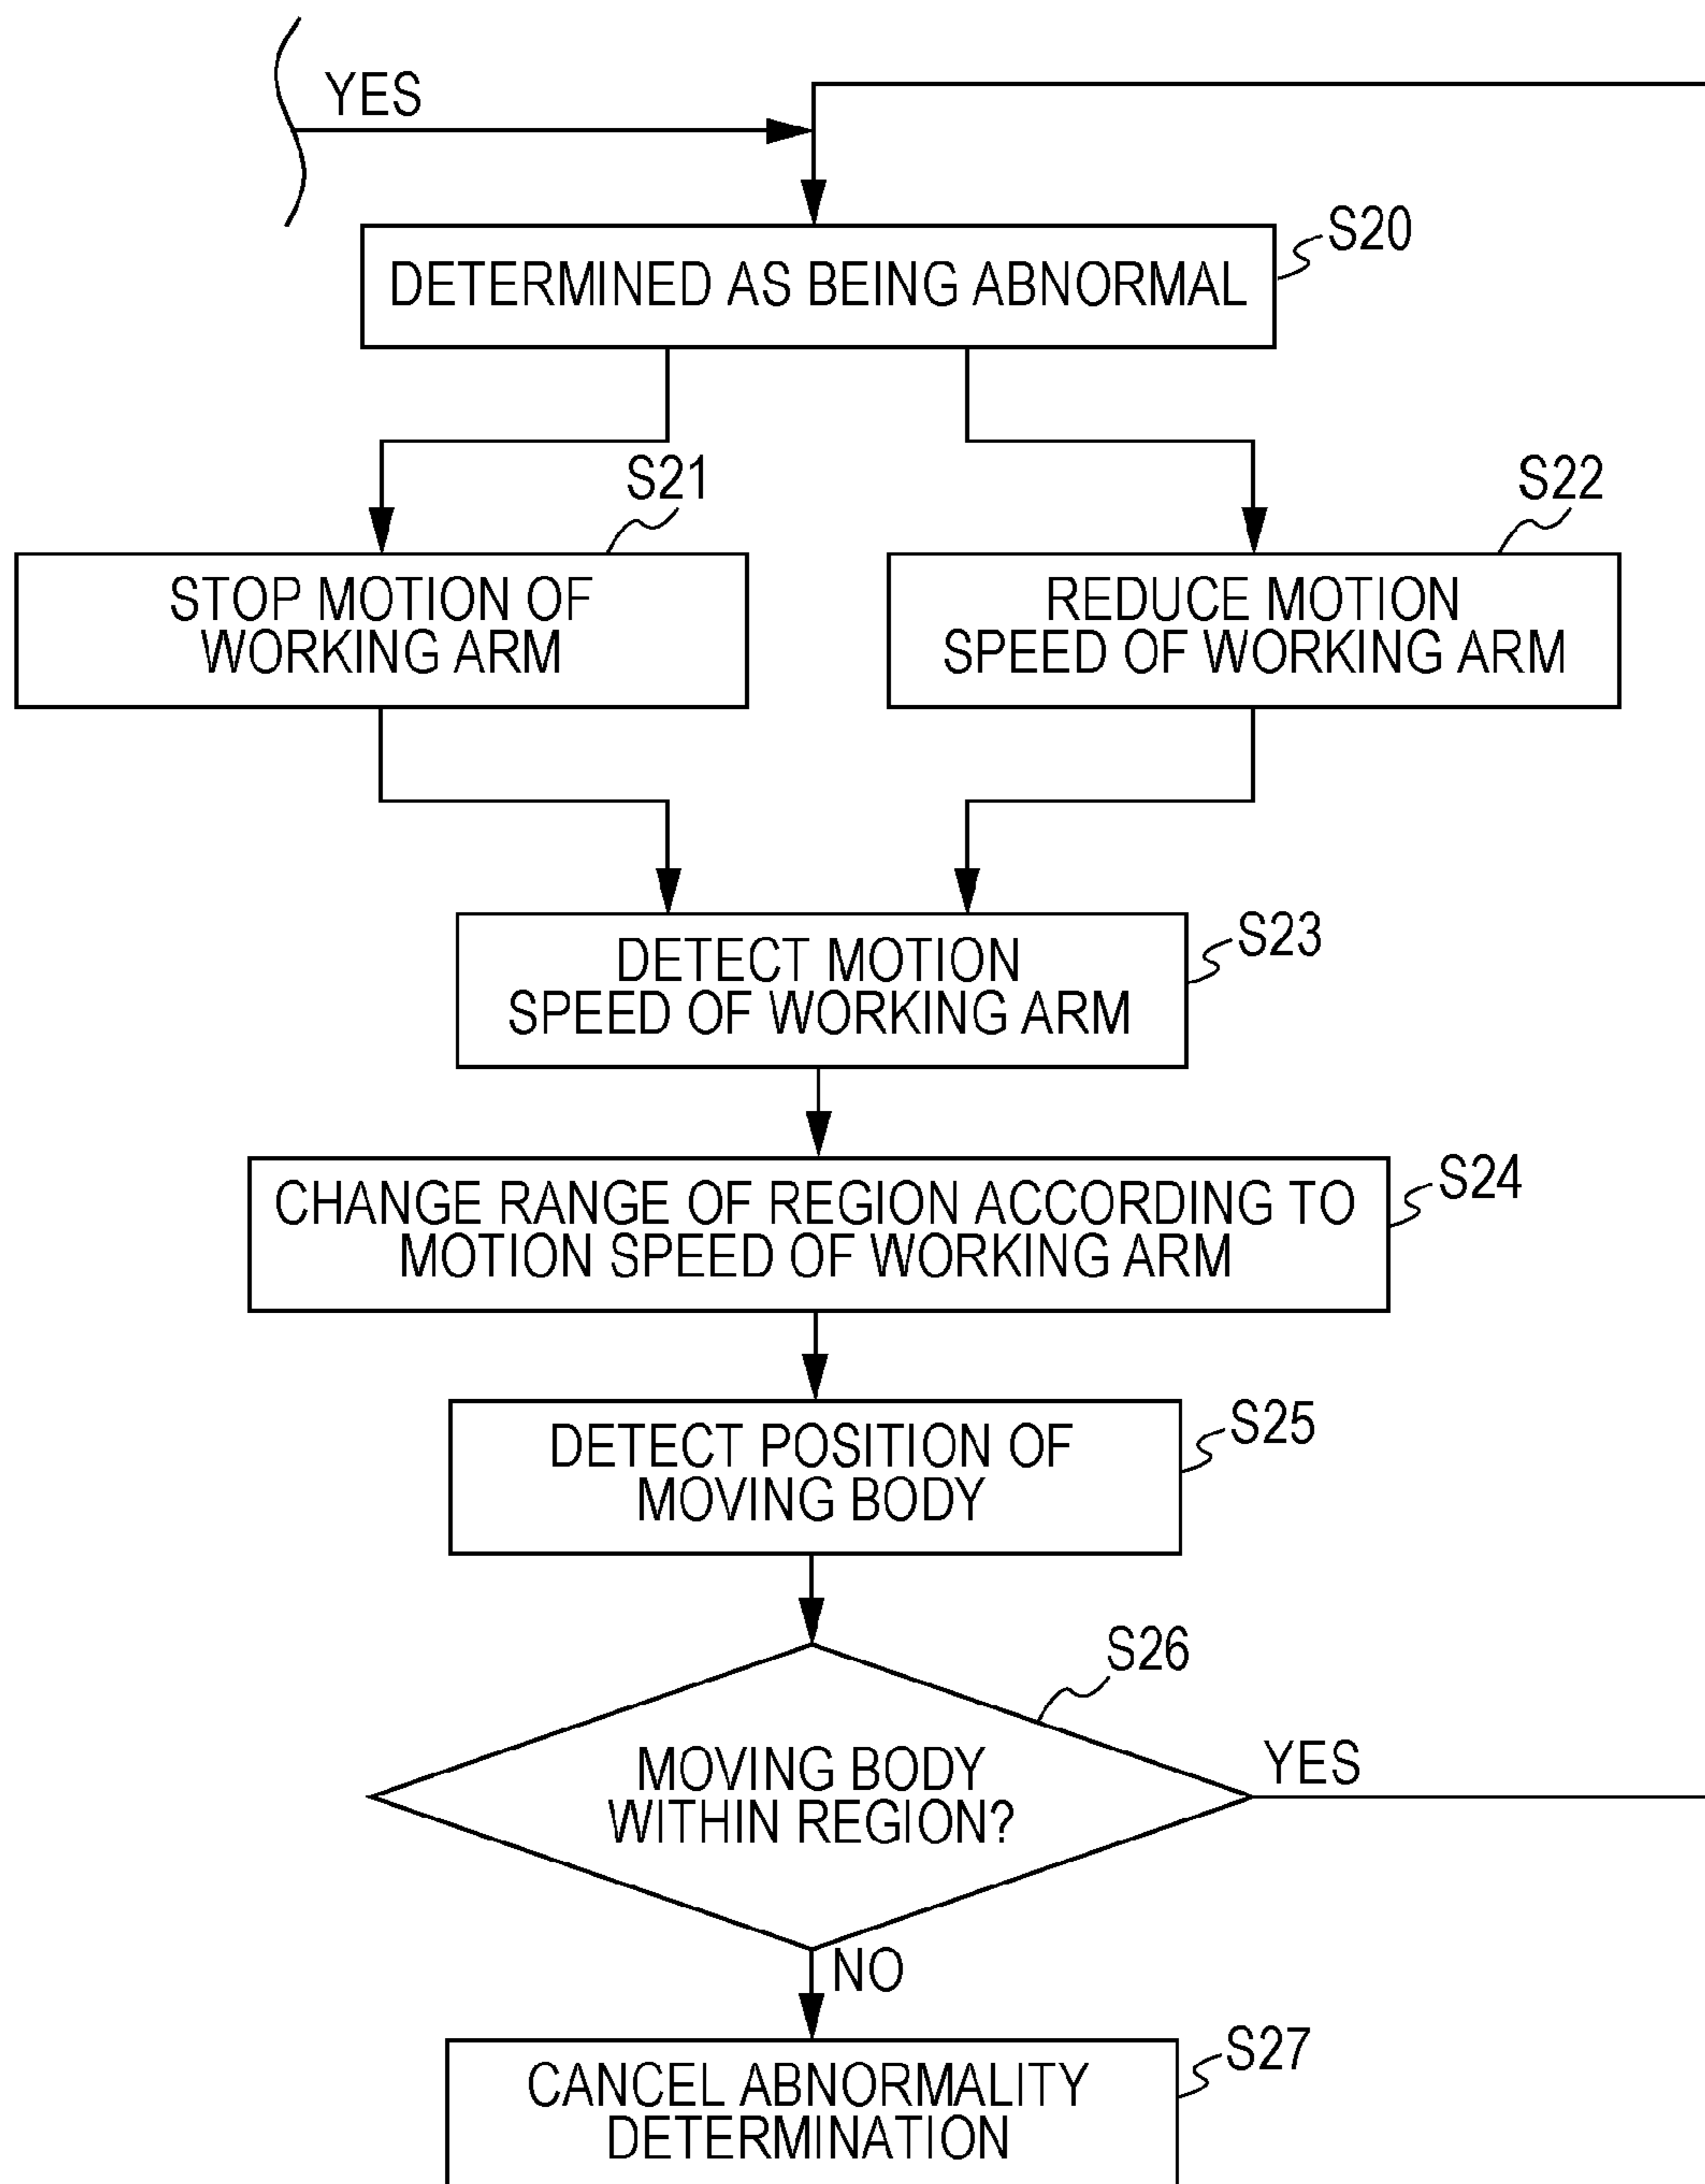 YES
S20
DETERMINED AS BEING ABNORMAL
S21
STOP MOTION OF
WORKING ARM
S22
REDUCE MOTION
SPEED OF WORKING ARM
S23
DETECT MOTION
SPEED OF WORKING ARM
S24
CHANGE RANGE OF REGION ACCORDING TO
MOTION SPEED OF WORKING ARM
S25
DETECT POSITION OF
MOVING BODY
S26
MOVING BODY
WITHIN REGION?
YES
NO
S27
CANCEL ABNORMALITY
DETERMINATION